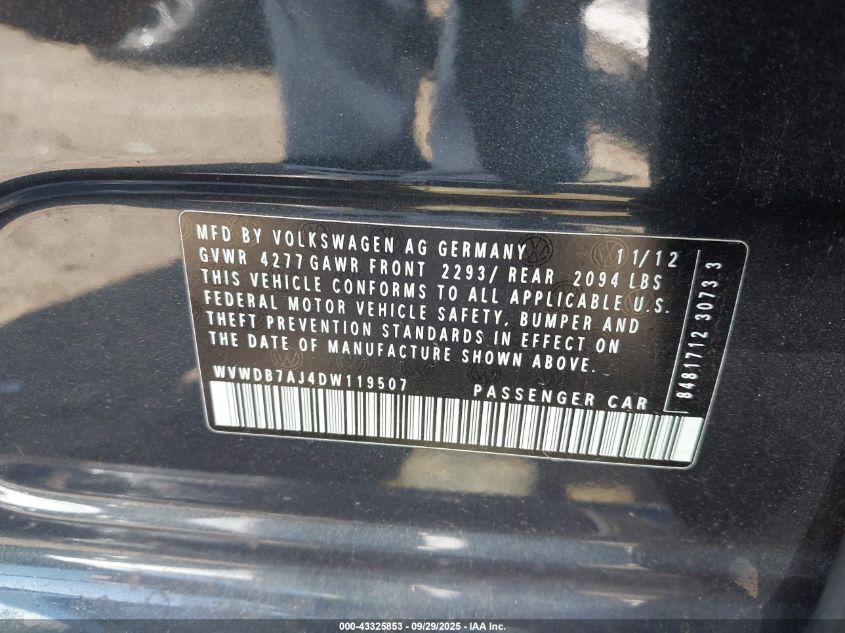 MFD BY VOLKSWAGEN AG GERMANY 11/12
GVWR 4277 GAWR FRONT 2293/ REAR 2094 LBS
THIS VEHICLE CONFORMS TO ALL APPLICABLE U.S.
FEDERAL MOTOR VEHICLE SAFETY, BUMPER AND
THEFT PREVENTION STANDARDS IN EFFECT ON
THE DATE OF MANUFACTURE SHOWN ABOVE.
WVWDB7AJ4DW119507 PASSENGER CAR
8481712 3073 3
000-43325853 - 09/29/2025 - IAA Inc.